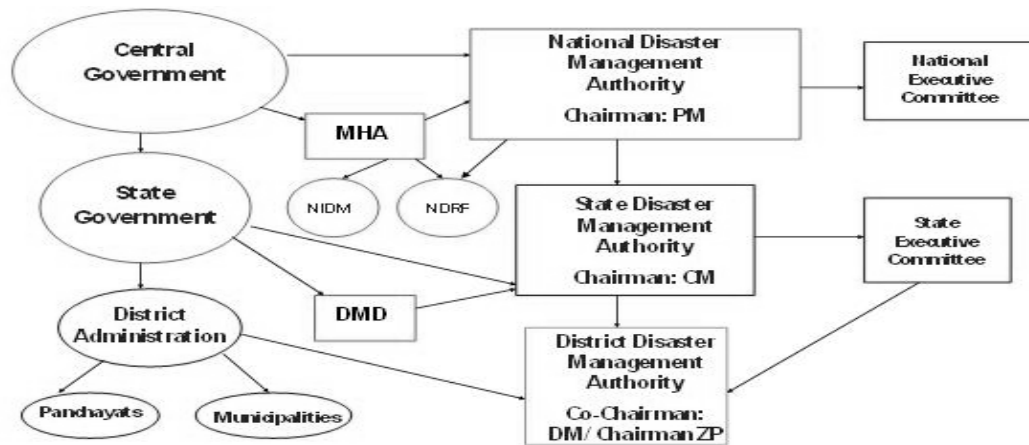 Central
Government
National Disaster
Management
Authority
Chairman: PM
National
Executive
Committee
MHA
NIDM
NDRF
State
Government
State Disaster
Management
Authority
Chairman: CM
State
Executive
Committee
DMD
District
Administration
District Disaster
Management
Authority
Co-Chairman:
DM/ Chairman ZP
Panchayats
Municipalities